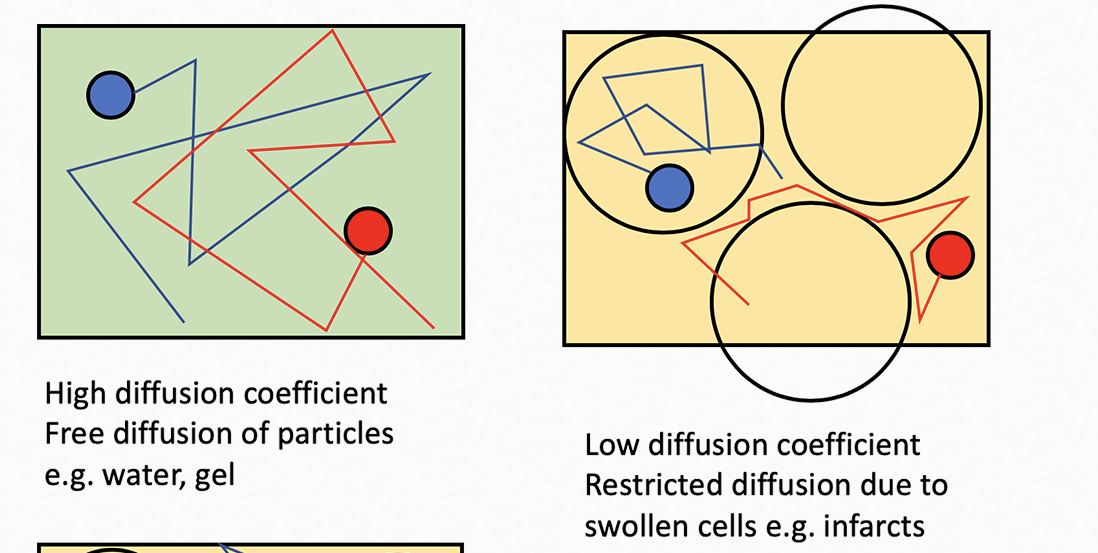 High diffusion coefficient
Free diffusion of particles
e.g. water, gel
Low diffusion coefficient
Restricted diffusion due to
swollen cells e.g. infarcts